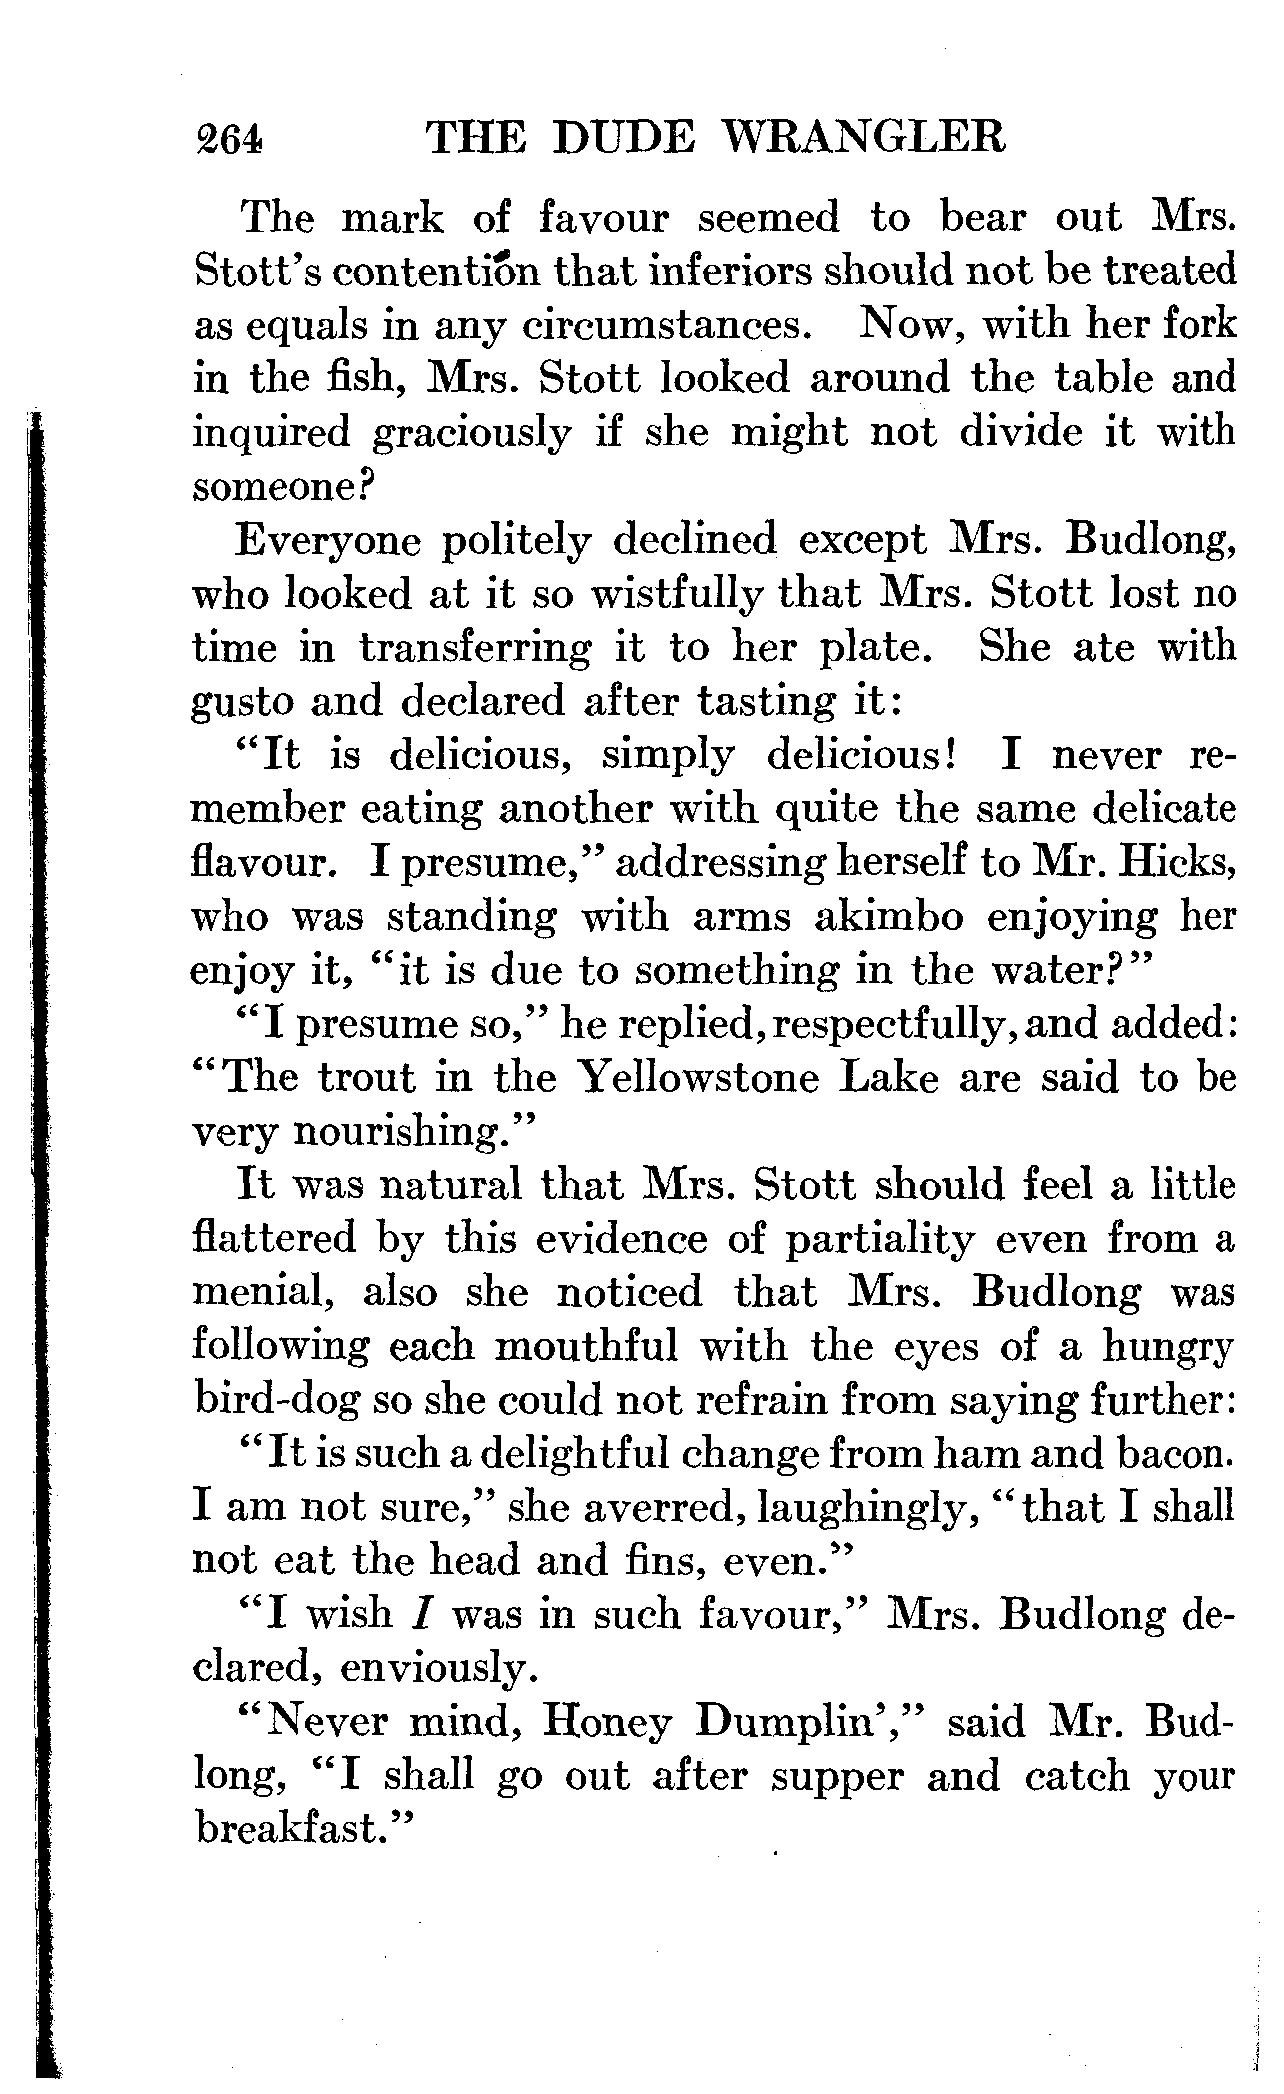 264 THE DUDE WRANGLER
The mark of favour seemed to bear out Mrs.
Stott's contention that inferiors should not be treated
as equals in any circumstances. Now, with her fork
in the fish, Mrs. Stott looked around the table and
inquired graciously if she might not divide it with
someone?
Everyone politely declined except Mrs. Budlong,
who looked at it so wistfully that Mrs. Stott lost no
time in transferring it to her plate. She ate with
gusto and declared after tasting it:
"It is delicious, simply delicious! I never re-
member eating another with quite the same delicate
flavour. I presume," addressing herself to Mr. Hicks,
who was standing with arms akimbo enjoying her
enjoy it, "it is due to something in the water?"
"I presume so," he replied, respectfully, and added:
"The trout in the Yellowstone Lake are said to be
very nourishing."
It was natural that Mrs. Stott should feel a little
flattered by this evidence of partiality even from a
menial, also she noticed that Mrs. Budlong was
following each mouthful with the eyes of a hungry
bird-dog so she could not refrain from saying further:
"It is such a delightful change from ham and bacon.
I am not sure," she averred, laughingly, "that I shall
not eat the head and fins, even."
"I wish I was in such favour," Mrs. Budlong de-
clared, enviously.
"Never mind, Honey Dumplin'," said Mr. Bud-
long, "I shall go out after supper and catch your
breakfast."